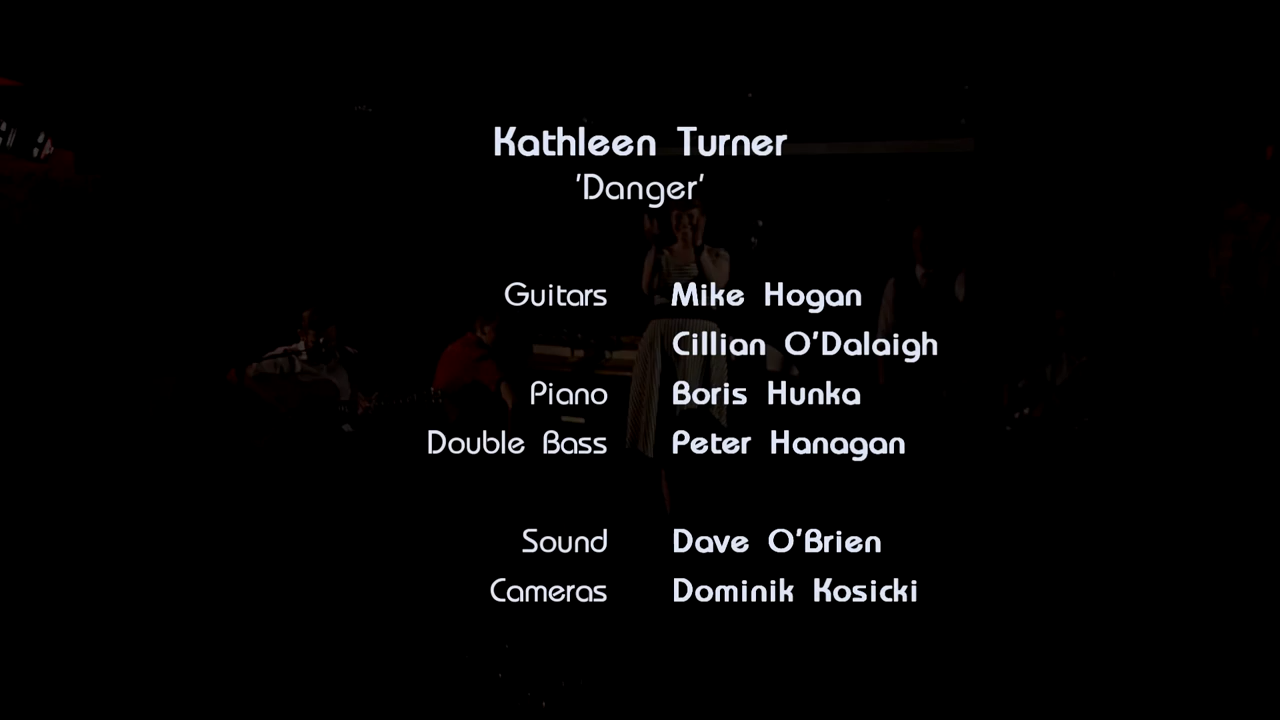 Kathleen Turner
'Danger'
Guitars Mike Hogan
Cillian O'Dalaigh
Piano Boris Hunka
Double Bass Peter Hanagan
Sound Dave O'Brien
Cameras Dominik Kosicki